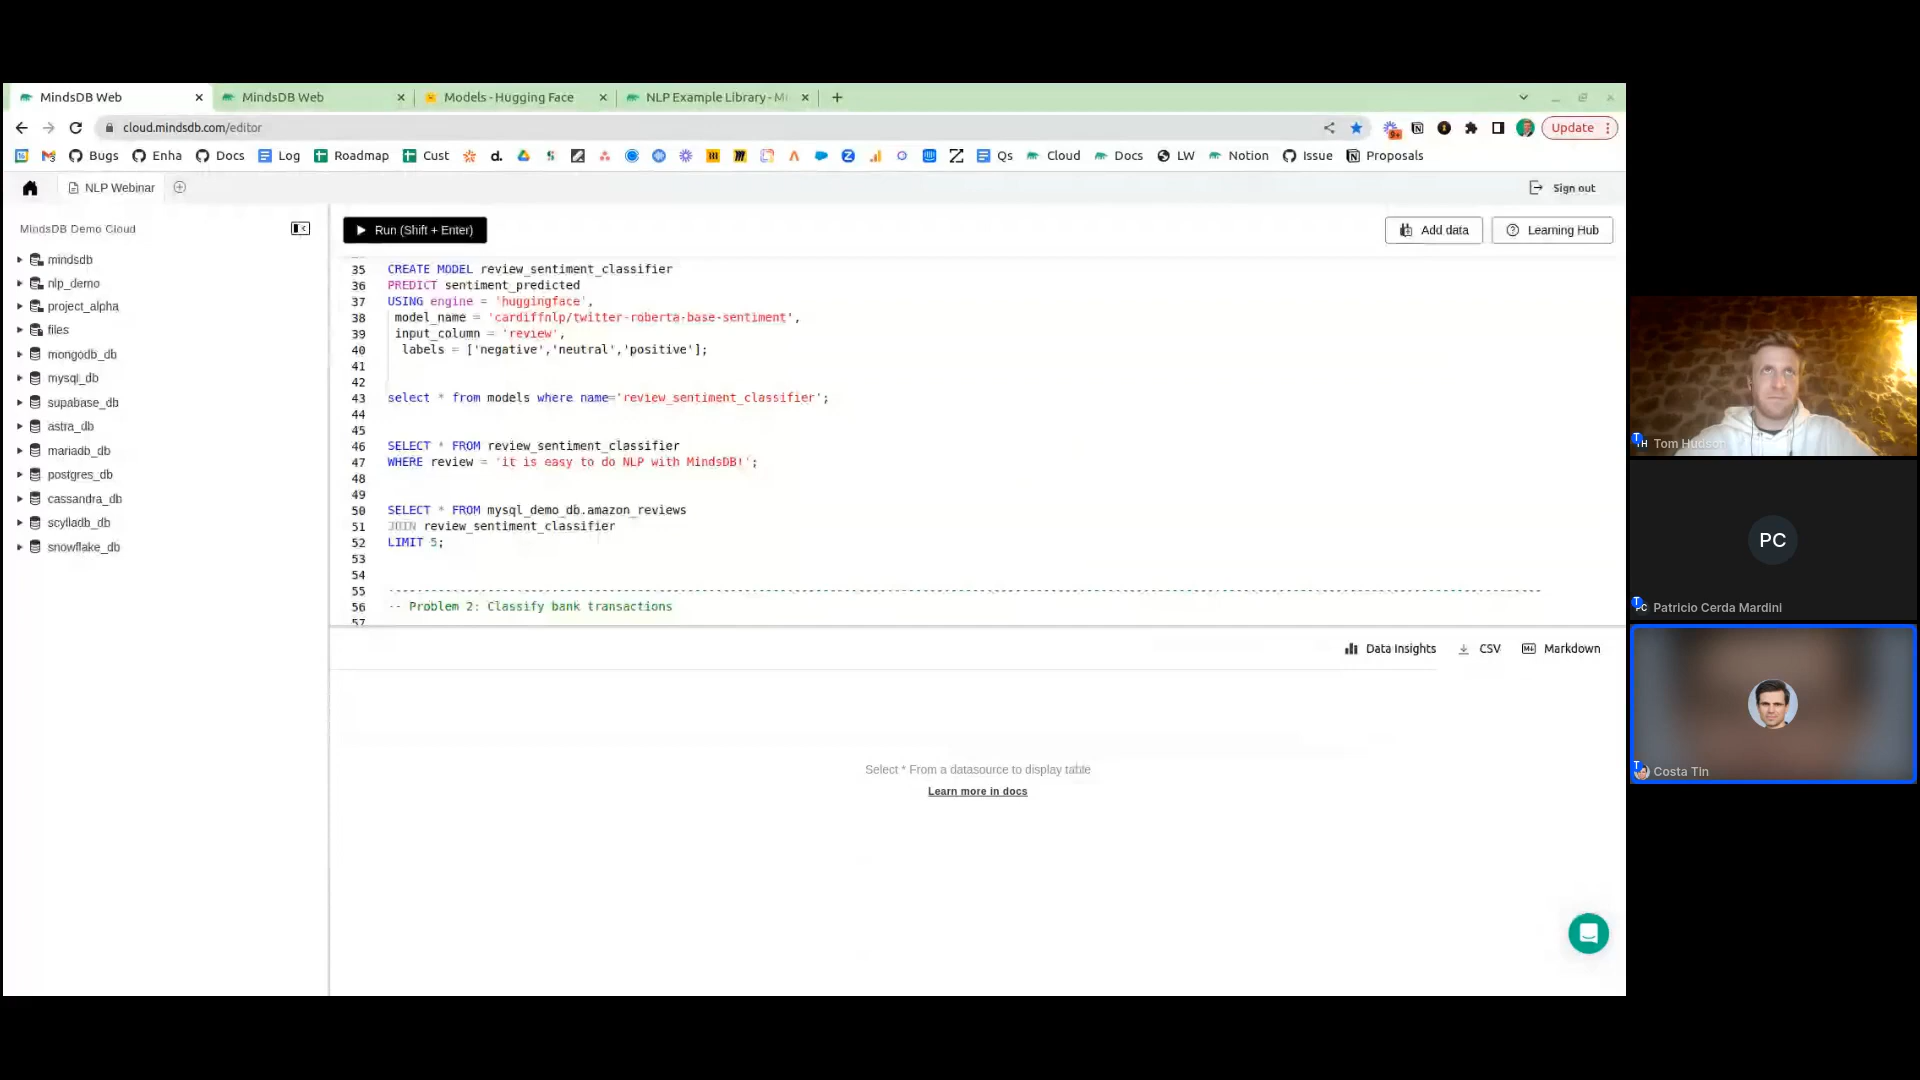 MindsDB Web
MindsDB Web
Models - Hugging Face
NLP Example Library - M
cloud.mindsdb.com/editor
9+
Update
Bugs
Enha
Docs
Log
Roadmap
Cust
d.
Qs
Cloud
Docs
LW
Notion
Issue
Proposals
NLP Webinar
Sign out
MindsDB Demo Cloud
Run (Shift + Enter)
Add data
Learning Hub
mindsdb
nlp_demo
project_alpha
files
mongodb_db
mysql_db
supabase_db
astra_db
mariadb_db
postgres_db
cassandra_db
scylladb_db
snowflake_db
35 CREATE MODEL review_sentiment_classifier
36 PREDICT sentiment_predicted
37 USING engine = 'huggingface',
38 model_name = 'cardiffnlp/twitter-roberta-base-sentiment',
39 input_column = 'review',
40 labels = ['negative','neutral','positive'];
41
42
43 select * from models where name='review_sentiment_classifier';
44
45
46 SELECT * FROM review_sentiment_classifier
47 WHERE review = 'it is easy to do NLP with MindsDB!';
48
49
50 SELECT * FROM mysql_demo_db.amazon_reviews
51 JOIN review_sentiment_classifier
52 LIMIT 5;
53
54
55
56 -- Problem 2: Classify bank transactions
57
Data Insights
CSV
Markdown
Select * From a datasource to display table
Learn more in docs
Tom Hudson
PC
Patricio Cerda Mardini
Costa Tin